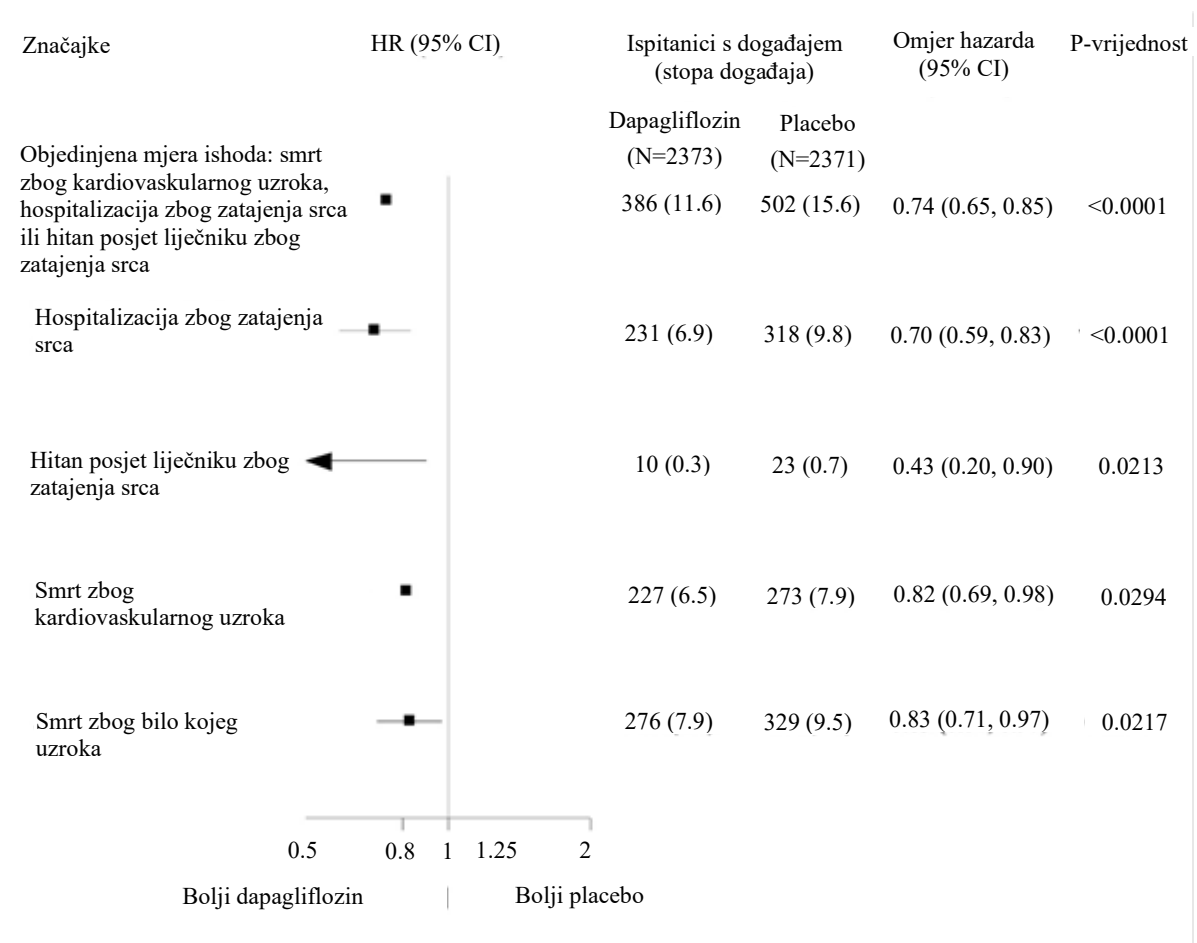 Značajke
HR (95% CI)
Ispitanici s događajem
(stopa događaja)
Omjer hazarda
(95% CI)
P-vrijednost
Dapagliflozin
(N=2373)
Placebo
(N=2371)
Objedinjena mjera ishoda: smrt
zbog kardiovaskularnog uzroka,
hospitalizacija zbog zatajenja srca
ili hitan posjet liječniku zbog
zatajenja srca
386 (11.6)
502 (15.6)
0.74 (0.65, 0.85)
<0.0001
Hospitalizacija zbog zatajenja
srca
231 (6.9)
318 (9.8)
0.70 (0.59, 0.83)
<0.0001
Hitan posjet liječniku zbog
zatajenja srca
10 (0.3)
23 (0.7)
0.43 (0.20, 0.90)
0.0213
Smrt zbog
kardiovaskularnog uzroka
227 (6.5)
273 (7.9)
0.82 (0.69, 0.98)
0.0294
Smrt zbog bilo kojeg
uzroka
276 (7.9)
329 (9.5)
0.83 (0.71, 0.97)
0.0217
0.5 0.8 1 1.25 2
Bolji dapagliflozin
Bolji placebo